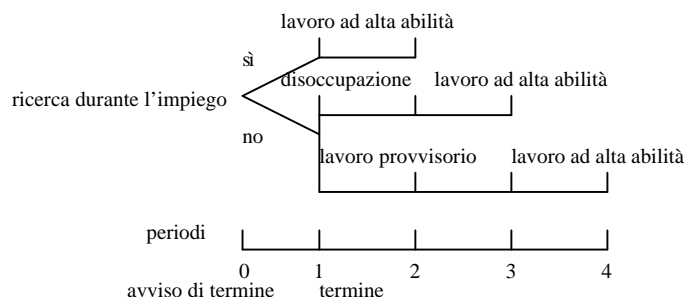 lavoro ad alta abilità
sì
disoccupazione lavoro ad alta abilità
ricerca durante l'impiego
no
lavoro provvisorio lavoro ad alta abilità
periodi
0 1 2 3 4
avviso di termine termine